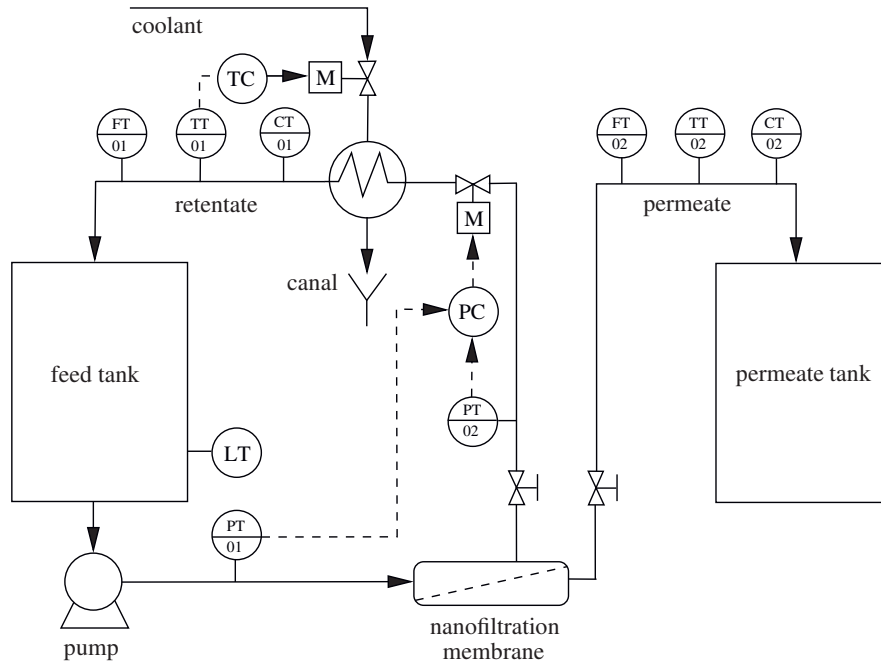 coolant
TC
M
FT
01
TT
01
CT
01
FT
02
TT
02
CT
02
retentate
M
permeate
canal
PC
feed tank
permeate tank
PT
02
LT
PT
01
pump
nanofiltration
membrane